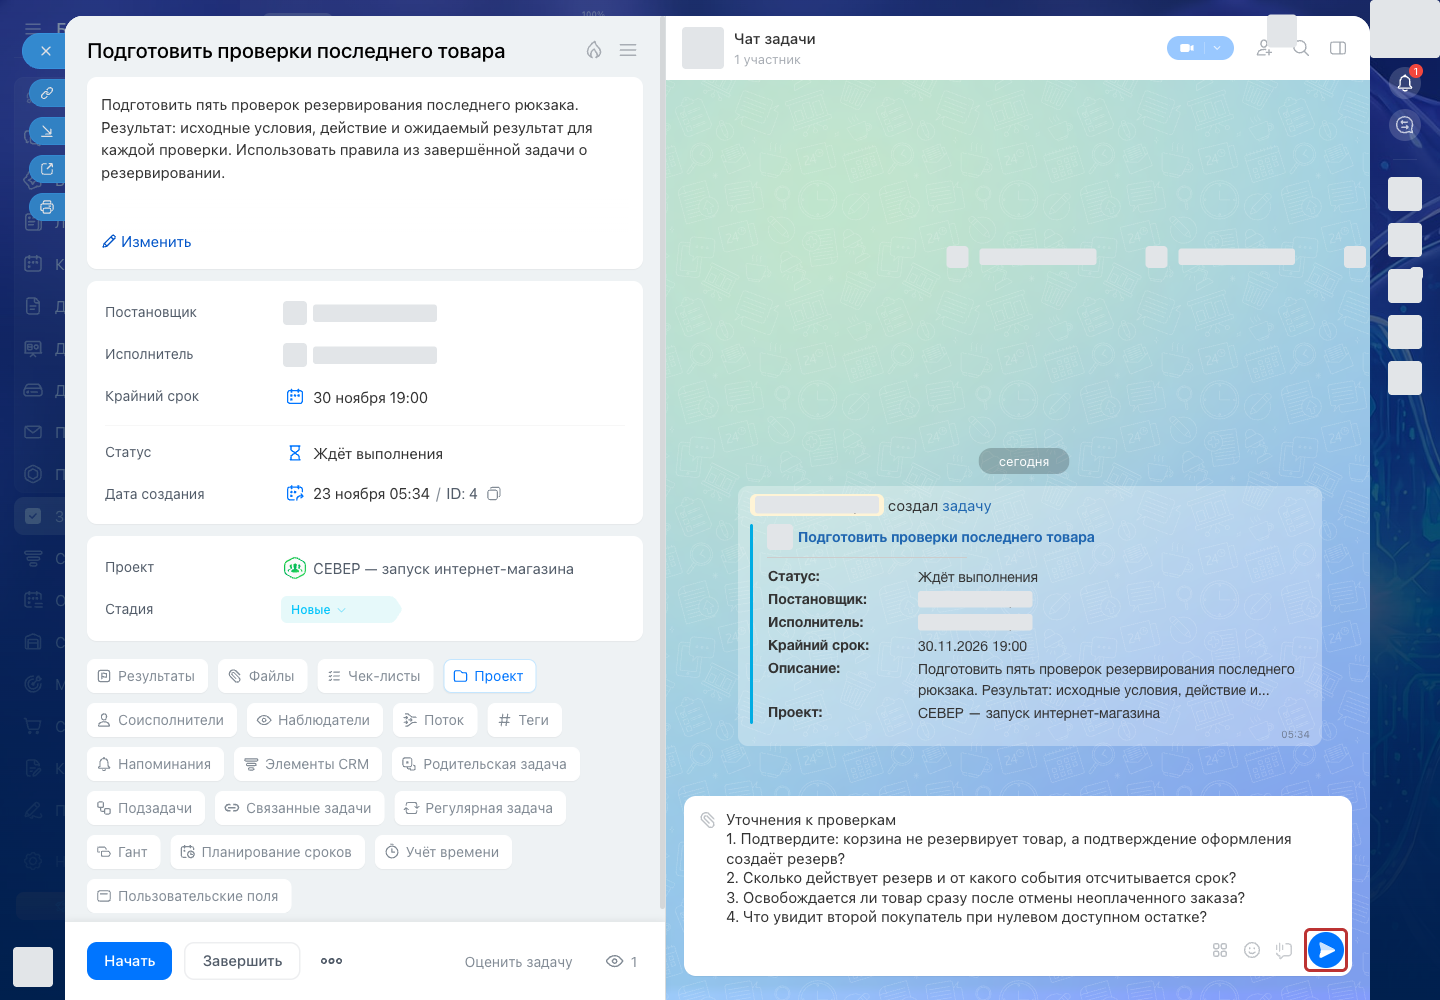 100%
Подготовить проверки последнего товара
Подготовить пять проверок резервирования последнего рюкзака.
Результат: исходные условия, действие и ожидаемый результат для
каждой проверки. Использовать правила из завершённой задачи о
резервировании.
Изменить
Постановщик
Исполнитель
Крайний срок
30 ноября 19:00
Статус
Ждёт выполнения
Дата создания
23 ноября 05:34 / ID: 4
Проект
СЕВЕР — запуск интернет-магазина
Стадия
Новые
Результаты
Файлы
Чек-листы
Проект
Соисполнители
Наблюдатели
Поток
Теги
Напоминания
Элементы CRM
Родительская задача
Подзадачи
Связанные задачи
Регулярная задача
Гант
Планирование сроков
Учёт времени
Пользовательские поля
Начать
Завершить
Оценить задачу
1
Чат задачи
1 участник
1
сегодня
создал задачу
Подготовить проверки последнего товара
Статус:
Ждёт выполнения
Постановщик:
Исполнитель:
Крайний срок:
30.11.2026 19:00
Описание:
Подготовить пять проверок резервирования последнего
рюкзака. Результат: исходные условия, действие и...
Проект:
СЕВЕР — запуск интернет-магазина
05:34
Уточнения к проверкам
1. Подтвердите: корзина не резервирует товар, а подтверждение оформления
создаёт резерв?
2. Сколько действует резерв и от какого события отсчитывается срок?
3. Освобождается ли товар сразу после отмены неоплаченного заказа?
4. Что увидит второй покупатель при нулевом доступном остатке?